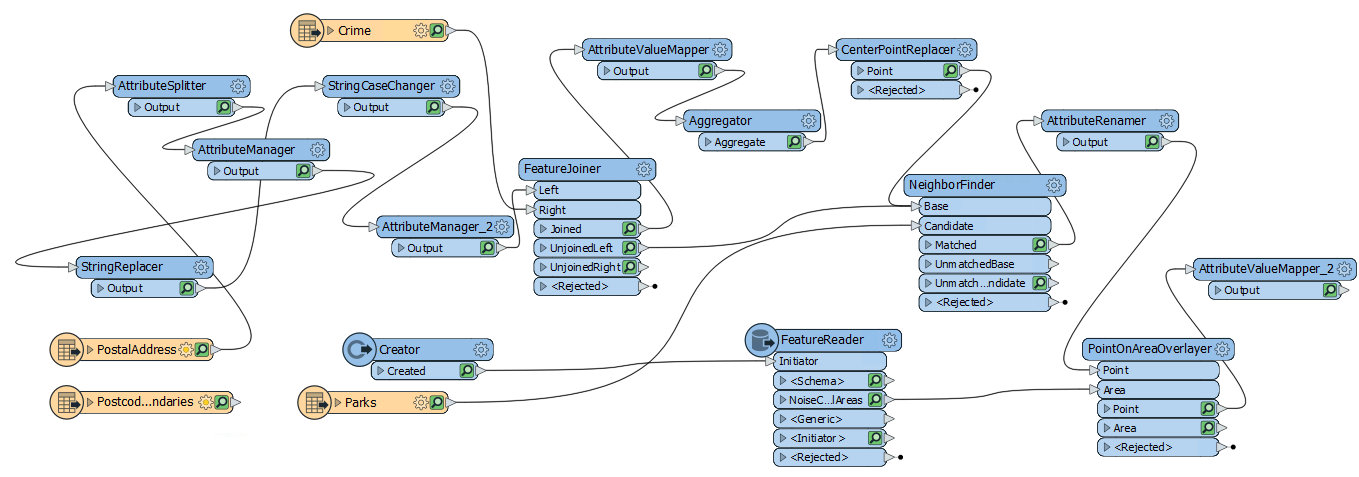 Crime
AttributeSplitter
Output
StringCaseChanger
Output
AttributeManager
Output
AttributeManager_2
Output
StringReplacer
Output
PostalAddress
Postcod...ndaries
Creator
Created
Parks
FeatureJoiner
Left
Right
Joined
UnjoinedLeft
UnjoinedRight
<Rejected>
AttributeValueMapper
Output
Aggregator
Aggregate
CenterPointReplacer
Point
<Rejected>
NeighborFinder
Base
Candidate
Matched
UnmatchedBase
Unmatch...ndidate
<Rejected>
FeatureReader
Initiator
<Schema>
NoiseC...lAreas
<Generic>
<Initiator>
<Rejected>
AttributeRenamer
Output
PointOnAreaOverlayer
Point
Area
Point
Area
<Rejected>
AttributeValueMapper_2
Output